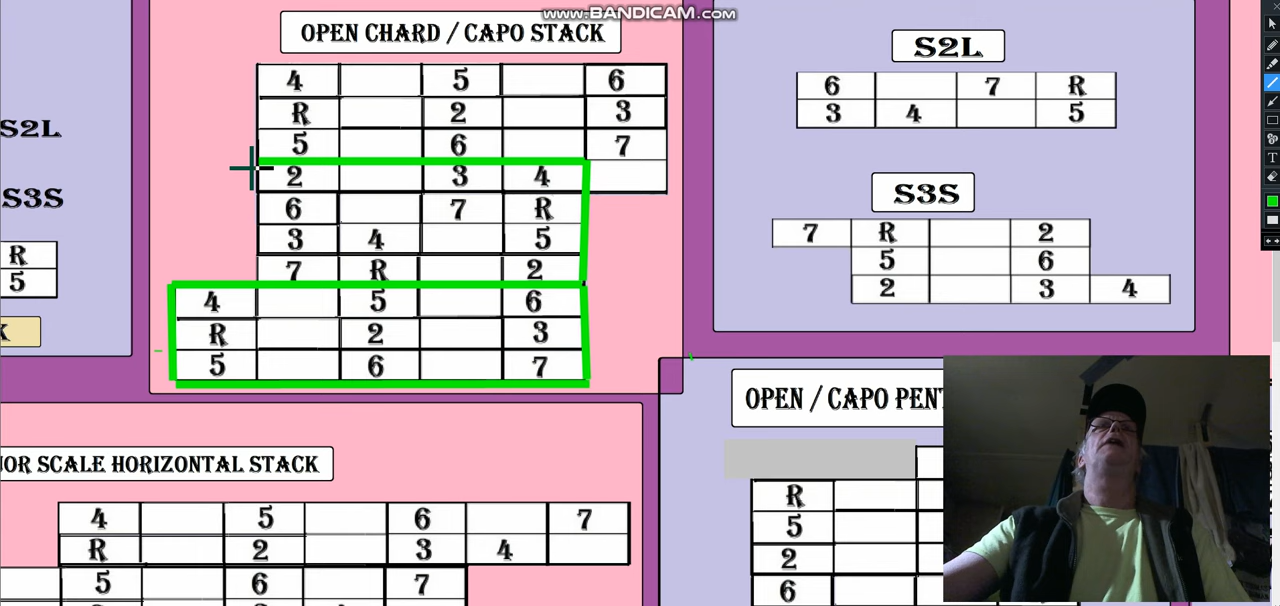 www.BANDICAM.com
OPEN CHARD / CAPO STACK
4 5 6
R 2 3
5 6 7
2 3 4
6 7 R
3 4 5
7 R 2
4 5 6
R 2 3
5 6 7
S2L
6 7 R
3 4 5
S3S
7 R 2
5 6
2 3 4
S2L
S3S
R
5
K
NOR SCALE HORIZONTAL STACK
4 5 6 7
R 2 3 4
5 6 7
OPEN / CAPO PENT
R
5
2
6
T